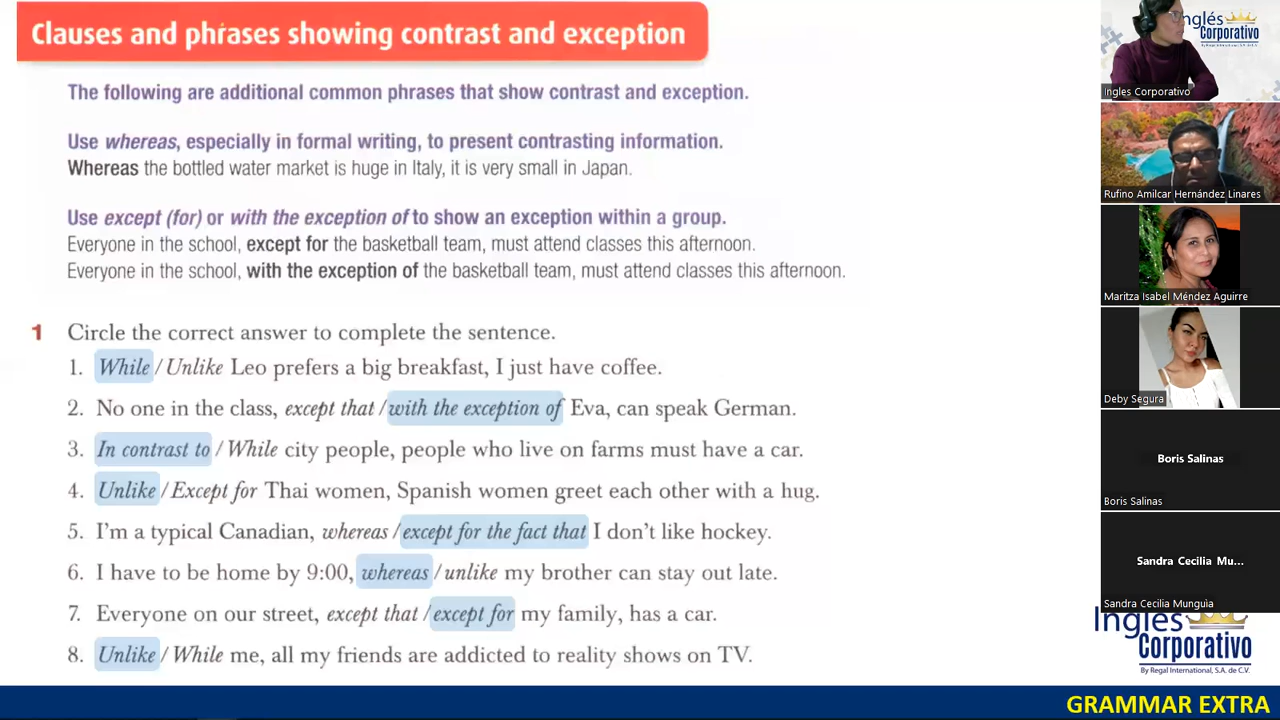 Clauses and phrases showing contrast and exception
The following are additional common phrases that show contrast and exception.
Use whereas, especially in formal writing, to present contrasting information.
Whereas the bottled water market is huge in Italy, it is very small in Japan.
Use except (for) or with the exception of to show an exception within a group.
Everyone in the school, except for the basketball team, must attend classes this afternoon.
Everyone in the school, with the exception of the basketball team, must attend classes this afternoon.
1 Circle the correct answer to complete the sentence.
1. While / Unlike Leo prefers a big breakfast, I just have coffee.
2. No one in the class, except that / with the exception of Eva, can speak German.
3. In contrast to / While city people, people who live on farms must have a car.
4. Unlike / Except for Thai women, Spanish women greet each other with a hug.
5. I'm a typical Canadian, whereas / except for the fact that I don't like hockey.
6. I have to be home by 9:00, whereas / unlike my brother can stay out late.
7. Everyone on our street, except that / except for my family, has a car.
8. Unlike / While me, all my friends are addicted to reality shows on TV.
Inglés
Corporativo
By Regal International, S.A. de C.V.
Ingles Corporativo
Rufino Amilcar Hernández Linares
Maritza Isabel Méndez Aguirre
Deby Segura
Boris Salinas
Boris Salinas
Sandra Cecilia Mu...
Sandra Cecilia Munguia
Inglés
Corporativo
By Regal International, S.A. de C.V.
GRAMMAR EXTRA